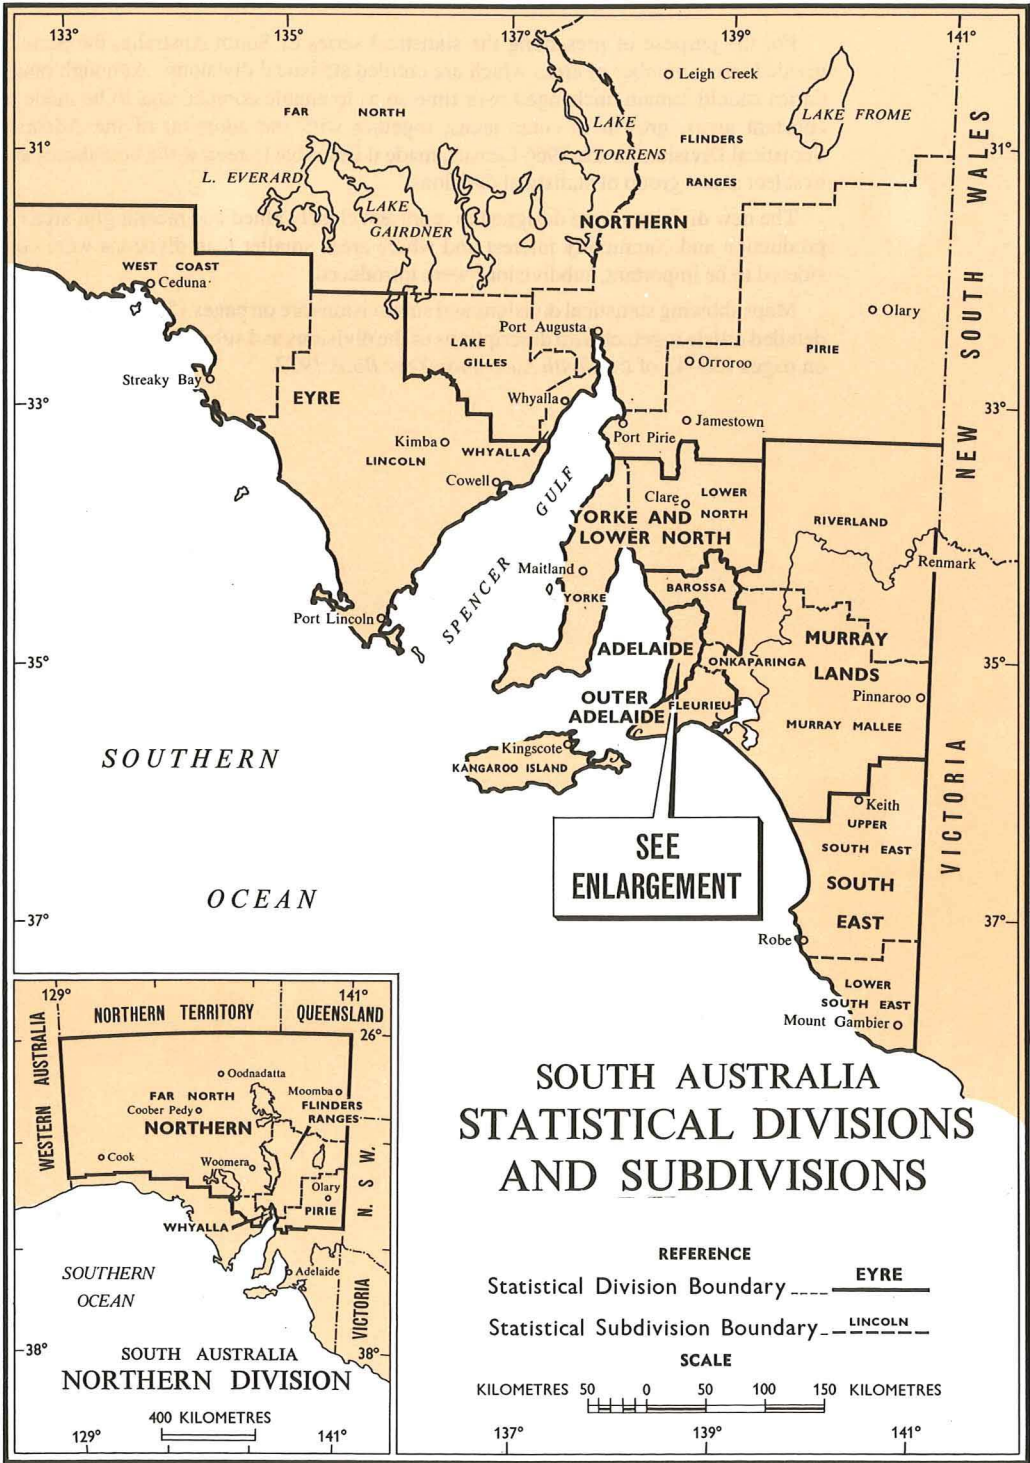 133°
135°
137°
139°
141°
Leigh Creek
FAR NORTH
LAKE
TORRENS
LAKE FROME
FLINDERS
RANGES
31°
31°
L. EVERARD
LAKE
GAIRDNER
NORTHERN
NEW SOUTH WALES
WEST COAST
Ceduna
Port Augusta
Olary
LAKE
GILLES
PIRIE
Orroroo
Streaky Bay
EYRE
Whyalla
33°
33°
Port Pirie
Jamestown
Kimba
LINCOLN
WHYALLA
Cowell
SPENCER GULF
Clare
LOWER
NORTH
YORKE AND
LOWER NORTH
RIVERLAND
Renmark
Maitland
YORKE
BAROSSA
Port Lincoln
MURRAY
LANDS
ADELAIDE
ONKAPARINGA
35°
35°
Pinnaroo
OUTER
ADELAIDE
FLEURIEU
MURRAY MALLEE
SOUTHERN
OCEAN
Kingscote
KANGAROO ISLAND
VICTORIA
Keith
UPPER
SOUTH EAST
SEE
ENLARGEMENT
SOUTH
EAST
37°
37°
Robe
LOWER
SOUTH EAST
Mount Gambier
129°
141°
NORTHERN TERRITORY
QUEENSLAND
26°
WESTERN AUSTRALIA
Oodnadatta
FAR NORTH
Moomba
Coober Pedy
FLINDERS
RANGES
NORTHERN
Cook
Woomera
N. S. W.
Olary
PIRIE
WHYALLA
SOUTHERN
OCEAN
Adelaide
VICTORIA
38°
38°
SOUTH AUSTRALIA
NORTHERN DIVISION
400 KILOMETRES
129°
141°
SOUTH AUSTRALIA
STATISTICAL DIVISIONS
AND SUBDIVISIONS
REFERENCE
Statistical Division Boundary ---- EYRE
Statistical Subdivision Boundary - LINCOLN
SCALE
KILOMETRES 50 0 50 100 150 KILOMETRES
137°
139°
141°